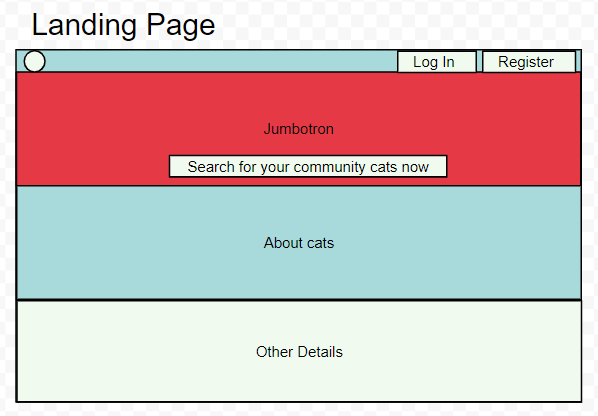 Landing Page
Log In Register
Jumbotron
Search for your community cats now
About cats
Other Details